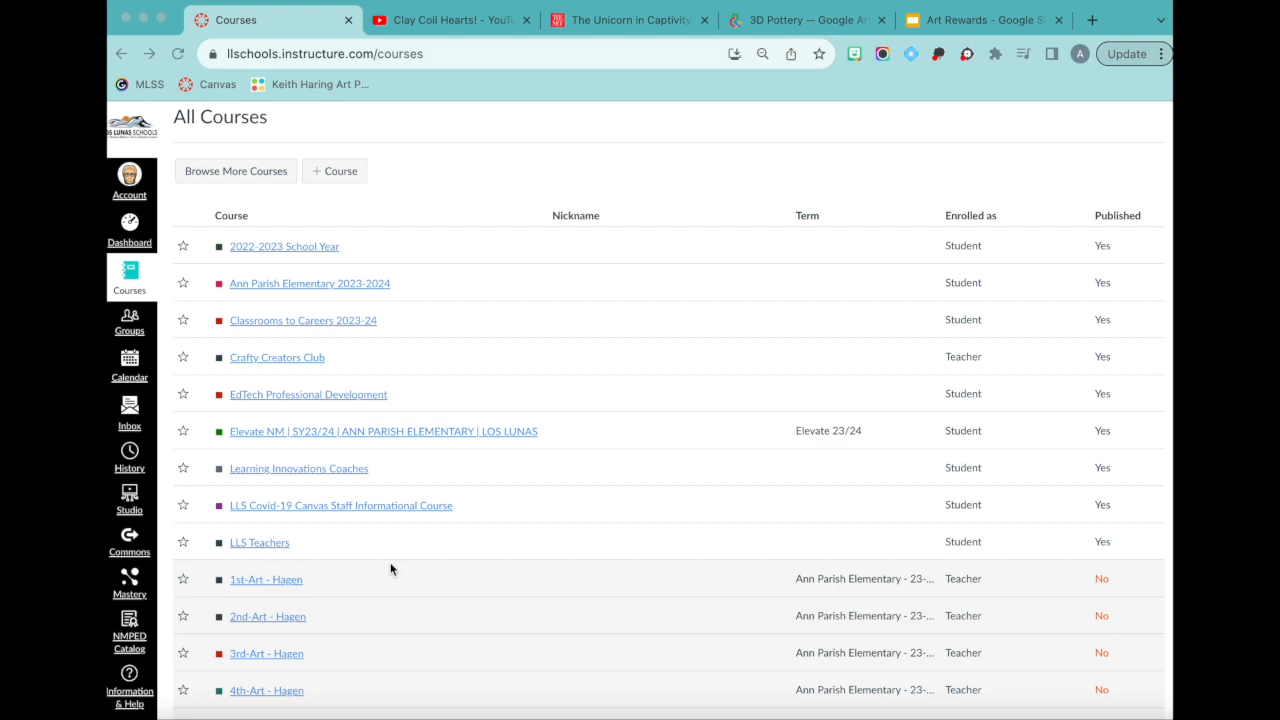 Courses
Clay Coil Hearts! - YouTu
The Unicorn in Captivity
3D Pottery — Google Ar
Art Rewards - Google S
llschools.instructure.com/courses
A
Update
MLSS
Canvas
Keith Haring Art P...
OS LUNAS SCHOOLS
All Courses
Browse More Courses
+ Course
Account
Dashboard
Courses
Groups
Calendar
Inbox
History
Studio
Commons
Mastery
NMPED
Catalog
Information
& Help
Course Nickname Term Enrolled as Published
2022-2023 School Year Student Yes
Ann Parish Elementary 2023-2024 Student Yes
Classrooms to Careers 2023-24 Student Yes
Crafty Creators Club Teacher Yes
EdTech Professional Development Student Yes
Elevate NM | SY23/24 | ANN PARISH ELEMENTARY | LOS LUNAS Elevate 23/24 Student Yes
Learning Innovations Coaches Student Yes
LLS Covid-19 Canvas Staff Informational Course Student Yes
LLS Teachers Student Yes
1st-Art - Hagen Ann Parish Elementary - 23-... Teacher No
2nd-Art - Hagen Ann Parish Elementary - 23-... Teacher No
3rd-Art - Hagen Ann Parish Elementary - 23-... Teacher No
4th-Art - Hagen Ann Parish Elementary - 23-... Teacher No